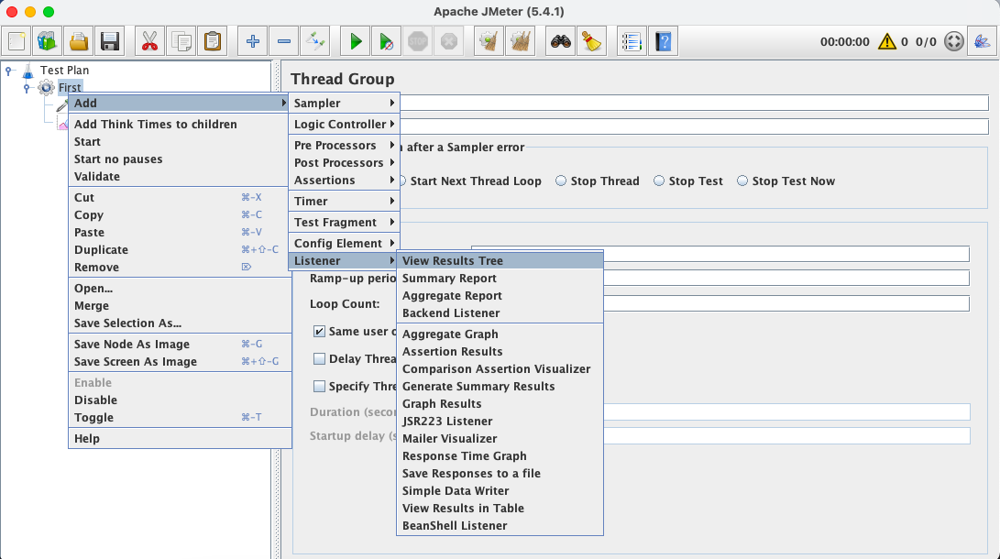 Apache JMeter (5.4.1)
00:00:00 0 0/0
Test Plan
First
Add
Add Think Times to children
Start
Start no pauses
Validate
Cut ⌘-X
Copy ⌘-C
Paste ⌘-V
Duplicate ⌘+⇧-C
Remove ⌦
Open...
Merge
Save Selection As...
Save Node As Image ⌘-G
Save Screen As Image ⌘+⇧-G
Enable
Disable
Toggle ⌘-T
Help
Sampler
Logic Controller
Pre Processors
Post Processors
Assertions
Timer
Test Fragment
Config Element
Listener
View Results Tree
Summary Report
Aggregate Report
Backend Listener
Aggregate Graph
Assertion Results
Comparison Assertion Visualizer
Generate Summary Results
Graph Results
JSR223 Listener
Mailer Visualizer
Response Time Graph
Save Responses to a file
Simple Data Writer
View Results in Table
BeanShell Listener
Thread Group
after a Sampler error
Start Next Thread Loop Stop Thread Stop Test Stop Test Now
Ramp-up perio
Loop Count:
Same user o
Delay Threa
Specify Thre
Duration (secon
Startup delay (s